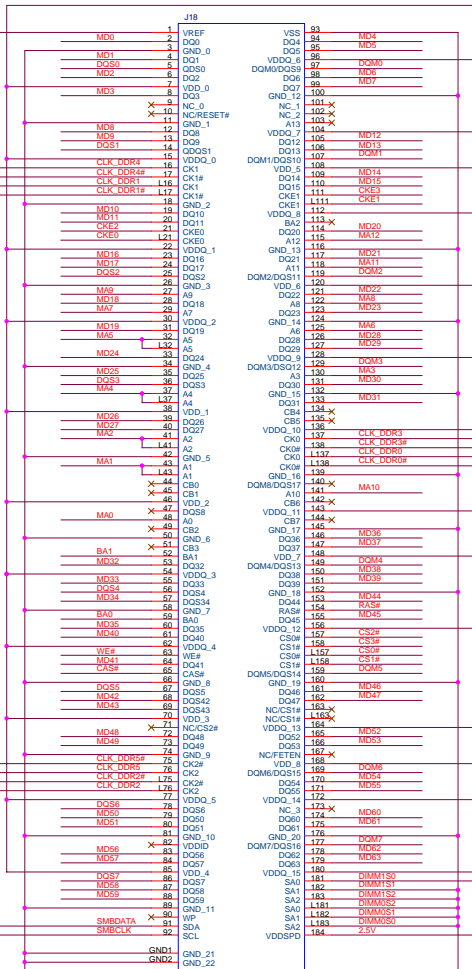 J18
1 VREF
MD0 2 DQ0
3 GND_0
MD1 4 DQ1
DQS0 5 QDS0
MD2 6 DQ2
7 VDD_0
MD3 8 DQ3
9 NC_0
10 NC/RESET#
11 GND_1
MD8 12 DQ8
MD9 13 DQ9
DQS1 14 QDQS1
15 VDDQ_0
CLK_DDR4 16 CK1
CLK_DDR4# 17 CK1#
CLK_DDR1 L16 CK1
CLK_DDR1# L17 CK1#
18 GND_2
MD10 19 DQ10
MD11 20 DQ11
CKE2 21 CKE0
CKE0 L21 CKE0
22 VDDQ_1
MD16 23 DQ16
MD17 24 DQ17
DQS2 25 DQS2
26 GND_3
MA9 27 A9
MD18 28 DQ18
MA7 29 A7
30 VDDQ_2
MD19 31 DQ19
MA5 32 A5
L32 A5
MD24 33 DQ24
34 GND_4
MD25 35 DQ25
DQS3 36 DQS3
MA4 37 A4
L37 A4
38 VDD_1
MD26 39 DQ26
MD27 40 DQ27
MA2 41 A2
L41 A2
42 GND_5
MA1 43 A1
L43 A1
44 CB0
45 CB1
46 VDD_2
47 DQS8
MA0 48 A0
49 CB2
50 GND_6
51 CB3
BA1 52 BA1
MD32 53 DQ32
54 VDDQ_3
MD33 55 DQ33
DQS4 56 DQS4
MD34 57 DQS34
58 GND_7
BA0 59 BA0
MD35 60 DQ35
MD40 61 DQ40
62 VDDQ_4
WE# 63 WE#
MD41 64 DQ41
CAS# 65 CAS#
66 GND_8
DQS5 67 DQS5
MD42 68 DQS42
MD43 69 DQS43
70 VDD_3
71 NC/CS2#
MD48 72 DQ48
MD49 73 DQ49
74 GND_9
CLK_DDR5# 75 CK2#
CLK_DDR5 76 CK2
CLK_DDR2# L75 CK2#
CLK_DDR2 L76 CK2
77 VDDQ_5
DQS6 78 DQS6
MD50 79 DQ50
MD51 80 DQ51
81 GND_10
82 VDDID
MD56 83 DQ56
MD57 84 DQ57
85 VDD_4
DQS7 86 DQS7
MD58 87 DQ58
MD59 88 DQ59
89 GND_11
90 WP
SMBDATA 91 SDA
SMBCLK 92 SCL
GND1 GND_21
GND2 GND_22
VSS 93
DQ4 94 MD4
DQ5 95 MD5
VDDQ_6 96
DQM0/DQS9 97 DQM0
DQ6 98 MD6
DQ7 99 MD7
GND_12 100
NC_1 101
NC_2 102
A13 103
VDDQ_7 104
DQ12 105 MD12
DQ13 106 MD13
DQM1/DQS10 107 DQM1
VDD_5 108
DQ14 109 MD14
DQ15 110 MD15
CKE1 111 CKE3
CKE1 L111 CKE1
VDDQ_8 112
BA2 113
DQ20 114 MD20
A12 115 MA12
GND_13 116
DQ21 117 MD21
A11 118 MA11
DQM2/DQS11 119 DQM2
VDD_6 120
DQ22 121 MD22
A8 122 MA8
DQ23 123 MD23
GND_14 124
A6 125 MA6
DQ28 126 MD28
DQ29 127 MD29
VDDQ_9 128
DQM3/DSQ12 129 DQM3
A3 130 MA3
DQ30 131 MD30
GND_15 132
DQ31 133 MD31
CB4 134
CB5 135
VDDQ_10 136
CK0 137 CLK_DDR3
CK0# 138 CLK_DDR3#
CK0 L137 CLK_DDR0
CK0# L138 CLK_DDR0#
GND_16 139
DQM8/DQS17 140
A10 141 MA10
CB6 142
VDDQ_11 143
CB7 144
GND_17 145
DQ36 146 MD36
DQ37 147 MD37
VDD_7 148
DQM4/DQS13 149 DQM4
DQ38 150 MD38
DQ39 151 MD39
GND_18 152
DQ44 153 MD44
RAS# 154 RAS#
DQ45 155 MD45
VDDQ_12 156
CS0# 157 CS2#
CS1# 158 CS3#
CS0# L157 CS0#
CS1# L158 CS1#
DQM5/DQS14 159 DQM5
GND_19 160
DQ46 161 MD46
DQ47 162 MD47
NC/CS1# 163
NC/CS1# L163
VDDQ_13 164
DQ52 165 MD52
DQ53 166 MD53
NC/FETEN 167
VDD_8 168
DQM6/DQS15 169 DQM6
DQ54 170 MD54
DQ55 171 MD55
VDDQ_14 172
NC_3 173
DQ60 174 MD60
DQ61 175 MD61
GND_20 176
DQM7/DQS16 177 DQM7
DQ62 178 MD62
DQ63 179 MD63
VDDQ_15 180
SA0 181 DIMM1S0
SA1 182 DIMM1S1
SA2 183 DIMM1S2
SA0 L181 DIMM0S2
SA1 L182 DIMM0S1
SA2 L183 DIMM0S0
VDDSPD 184 2.5V